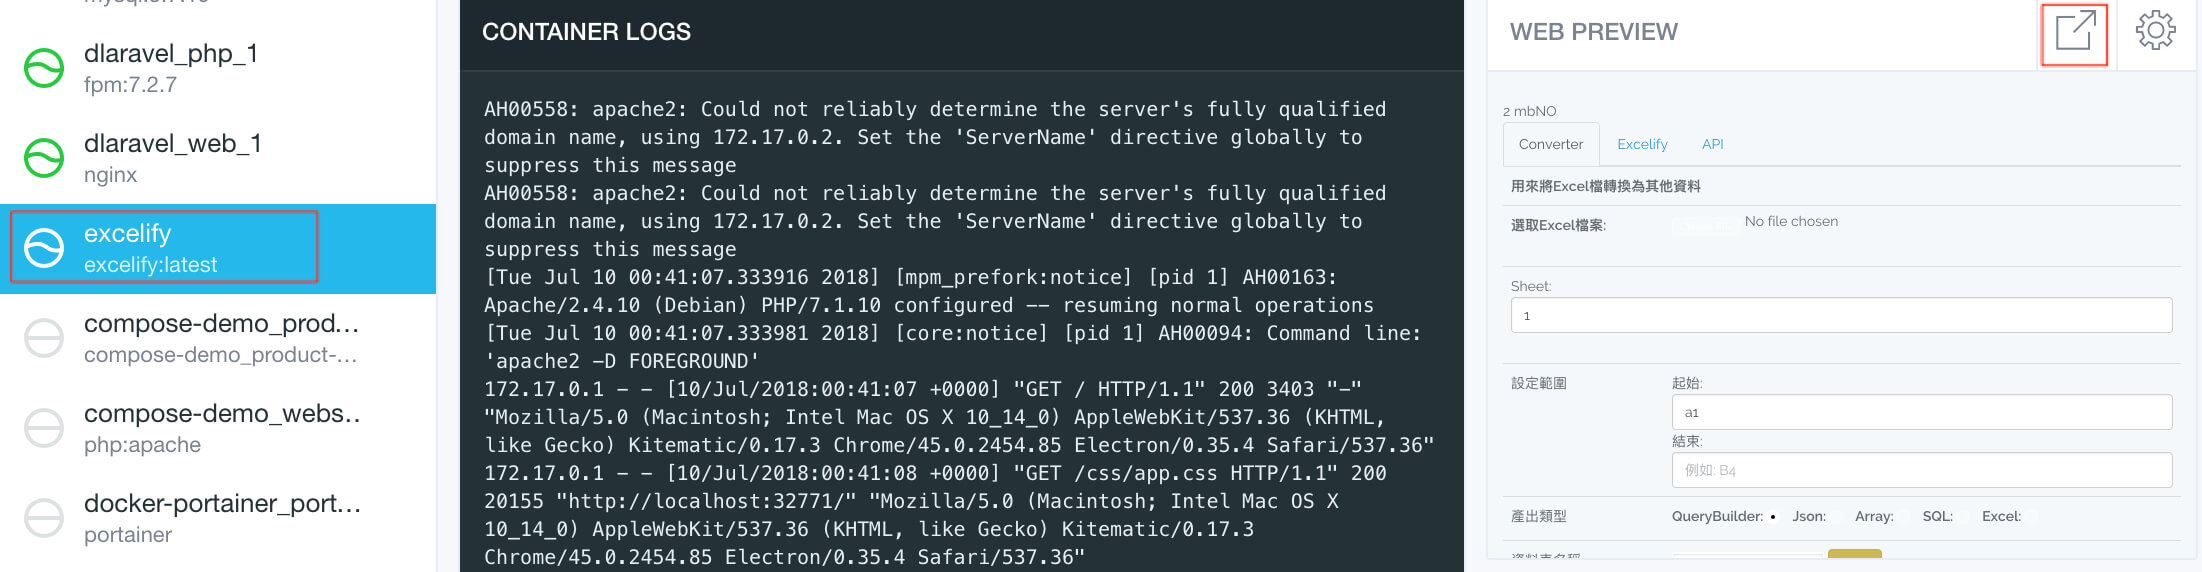 dlaravel_php_1
fpm:7.2.7
dlaravel_web_1
nginx
excelify
excelify:latest
compose-demo_prod...
compose-demo_product-...
compose-demo_webs...
php:apache
docker-portainer_port...
portainer
CONTAINER LOGS
AH00558: apache2: Could not reliably determine the server's fully qualified
domain name, using 172.17.0.2. Set the 'ServerName' directive globally to
suppress this message
AH00558: apache2: Could not reliably determine the server's fully qualified
domain name, using 172.17.0.2. Set the 'ServerName' directive globally to
suppress this message
[Tue Jul 10 00:41:07.333916 2018] [mpm_prefork:notice] [pid 1] AH00163:
Apache/2.4.10 (Debian) PHP/7.1.10 configured -- resuming normal operations
[Tue Jul 10 00:41:07.333981 2018] [core:notice] [pid 1] AH00094: Command line:
'apache2 -D FOREGROUND'
172.17.0.1 - - [10/Jul/2018:00:41:07 +0000] "GET / HTTP/1.1" 200 3403 "-"
"Mozilla/5.0 (Macintosh; Intel Mac OS X 10_14_0) AppleWebKit/537.36 (KHTML,
like Gecko) Kitematic/0.17.3 Chrome/45.0.2454.85 Electron/0.35.4 Safari/537.36"
172.17.0.1 - - [10/Jul/2018:00:41:08 +0000] "GET /css/app.css HTTP/1.1" 200
20155 "http://localhost:32771/" "Mozilla/5.0 (Macintosh; Intel Mac OS X
10_14_0) AppleWebKit/537.36 (KHTML, like Gecko) Kitematic/0.17.3
Chrome/45.0.2454.85 Electron/0.35.4 Safari/537.36"
WEB PREVIEW
2 mbNO
Converter Excelify API
用來將Excel檔轉換為其他資料
選取Excel檔案: No file chosen
Sheet:
1
設定範圍 起始:
a1
結束:
例如: B4
產出類型 QueryBuilder: Json: Array: SQL: Excel: